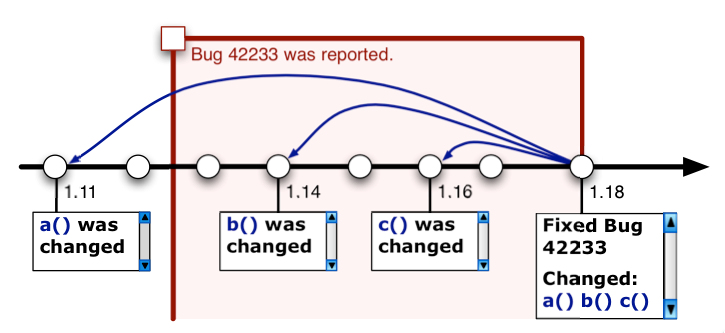 Bug 42233 was reported.
1.11
1.14
1.16
1.18
a() was
changed
b() was
changed
c() was
changed
Fixed Bug
42233
Changed:
a() b() c()